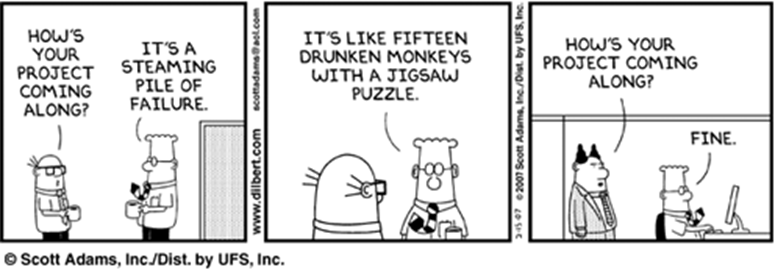 HOW'S
YOUR
PROJECT
COMING
ALONG?
IT'S A
STEAMING
PILE OF
FAILURE.
www.dilbert.com
scottadams@aol.com
IT'S LIKE FIFTEEN
DRUNKEN MONKEYS
WITH A JIGSAW
PUZZLE.
3-15-07 © 2007 Scott Adams, Inc./Dist. by UFS, Inc.
HOW'S YOUR
PROJECT COMING
ALONG?
FINE.
© Scott Adams, Inc./Dist. by UFS, Inc.